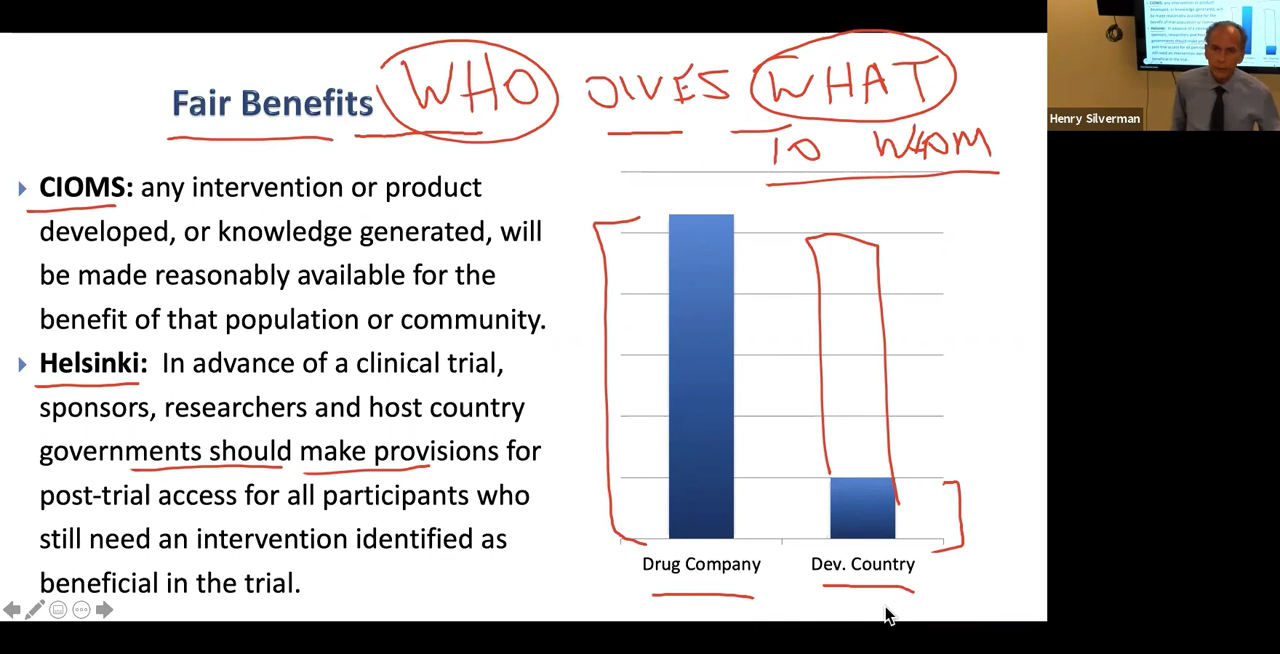 Fair Benefits WHO GIVES WHAT
TO WHOM
CIOMS: any intervention or product
developed, or knowledge generated, will
be made reasonably available for the
benefit of that population or community.
Helsinki: In advance of a clinical trial,
sponsors, researchers and host country
governments should make provisions for
post-trial access for all participants who
still need an intervention identified as
beneficial in the trial.
Drug Company
Dev. Country
Henry Silverman